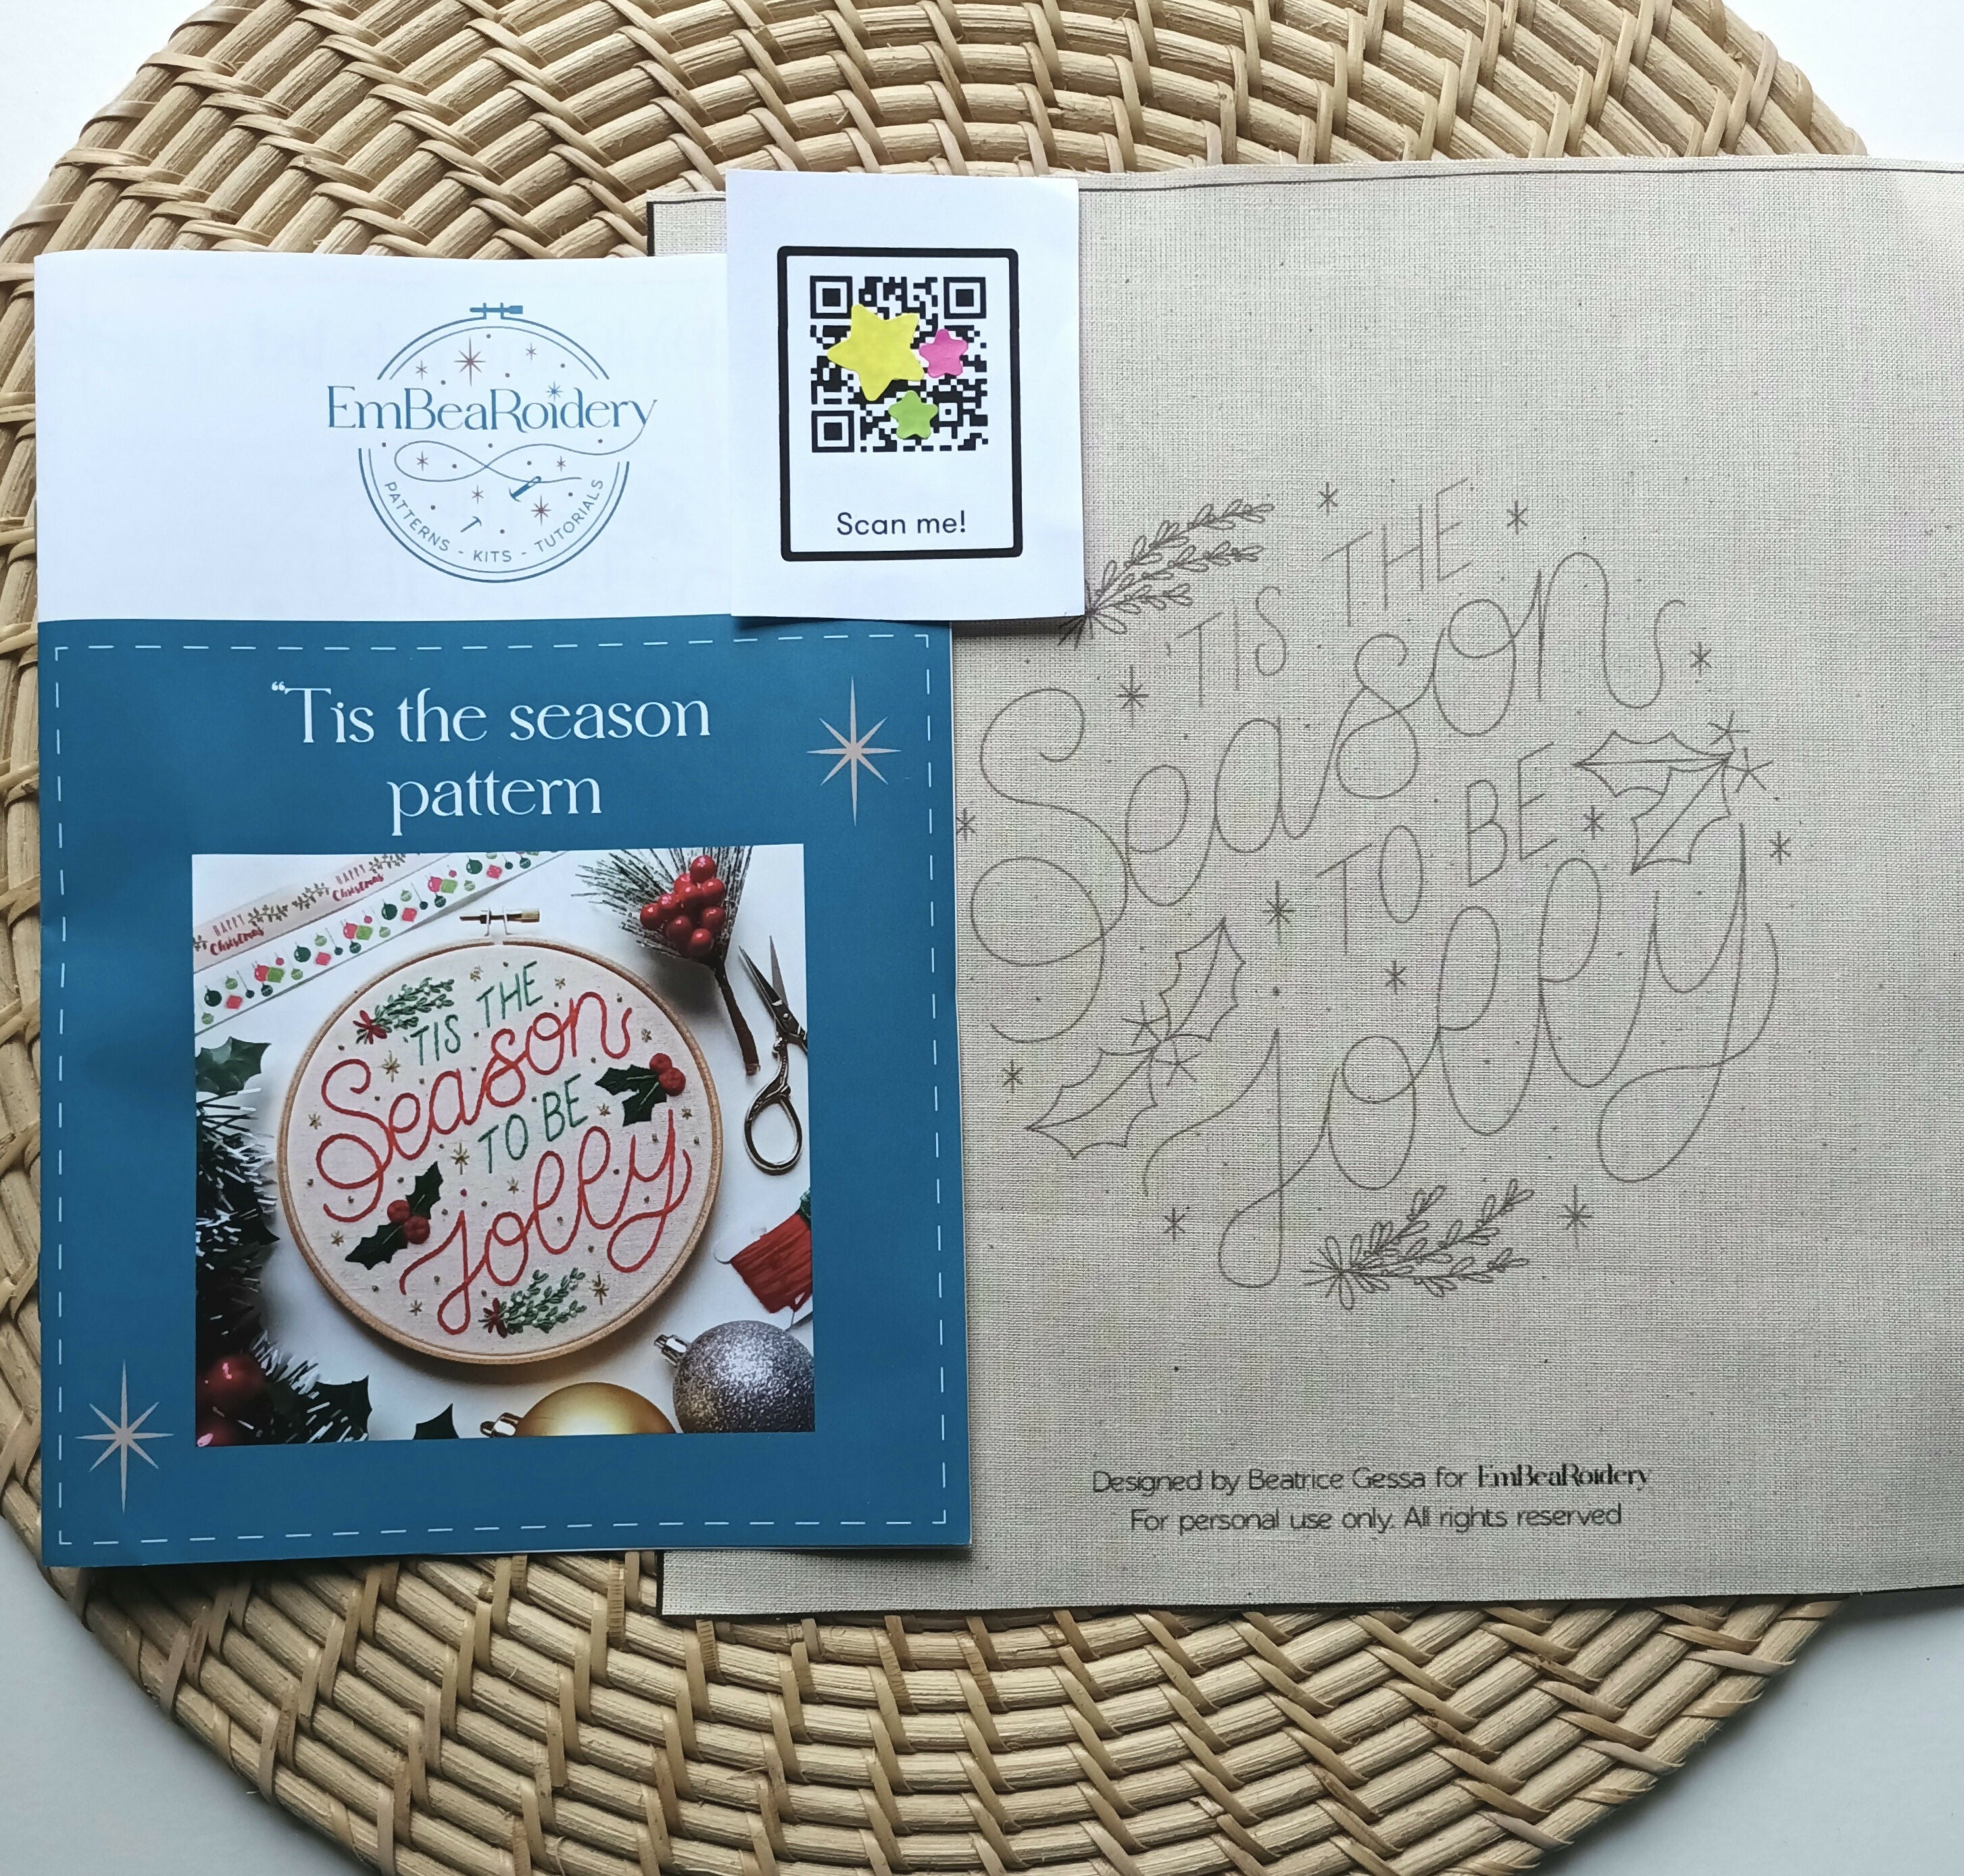 EmBeaRoidery
PATTERNS - KITS - TUTORIALS
Scan me!
“Tis the season
pattern
HAPPY
Christmas
HAPPY
Christmas
'TIS THE
Season
TO BE
jolly
'TIS THE
Season
TO BE
jolly
Designed by Beatrice Gessa for EmBeaRoidery
For personal use only. All rights reserved